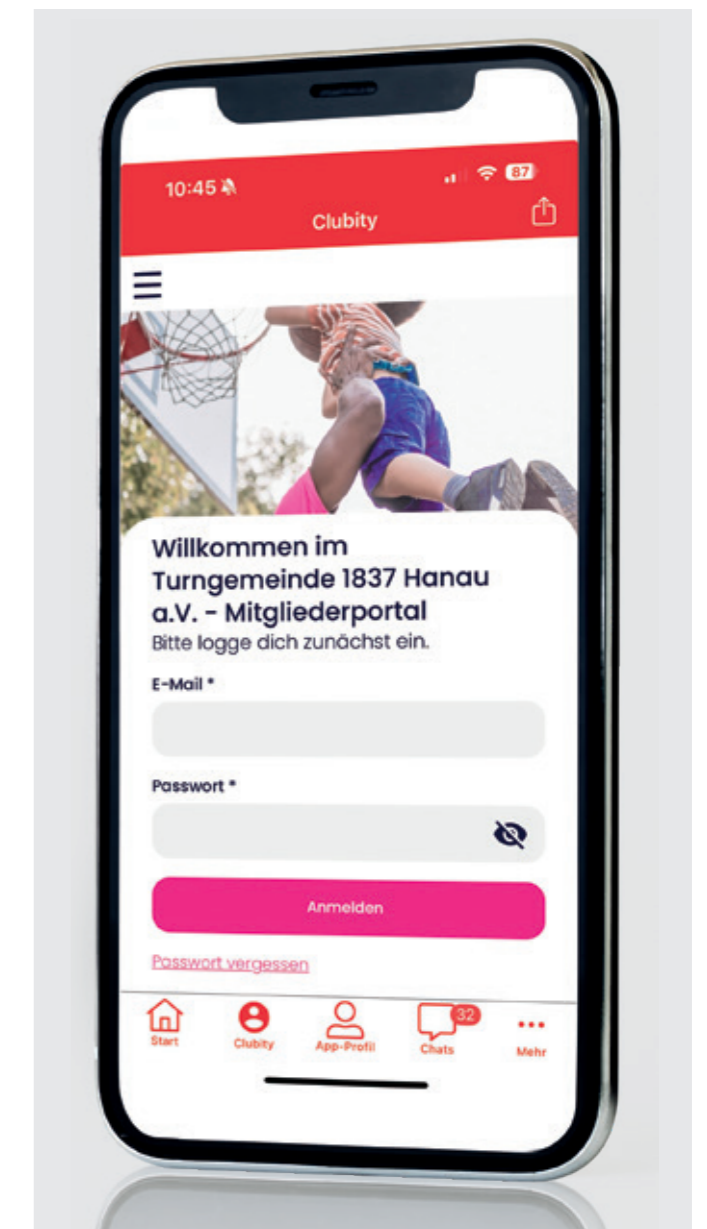 10:45
87
Clubity
Willkommen im
Turngemeinde 1837 Hanau
a.V. - Mitgliederportal
Bitte logge dich zunächst ein.
E-Mail *
Passwort *
Anmelden
Passwort vergessen
32
Start
Clubity
App-Profil
Chats
Mehr